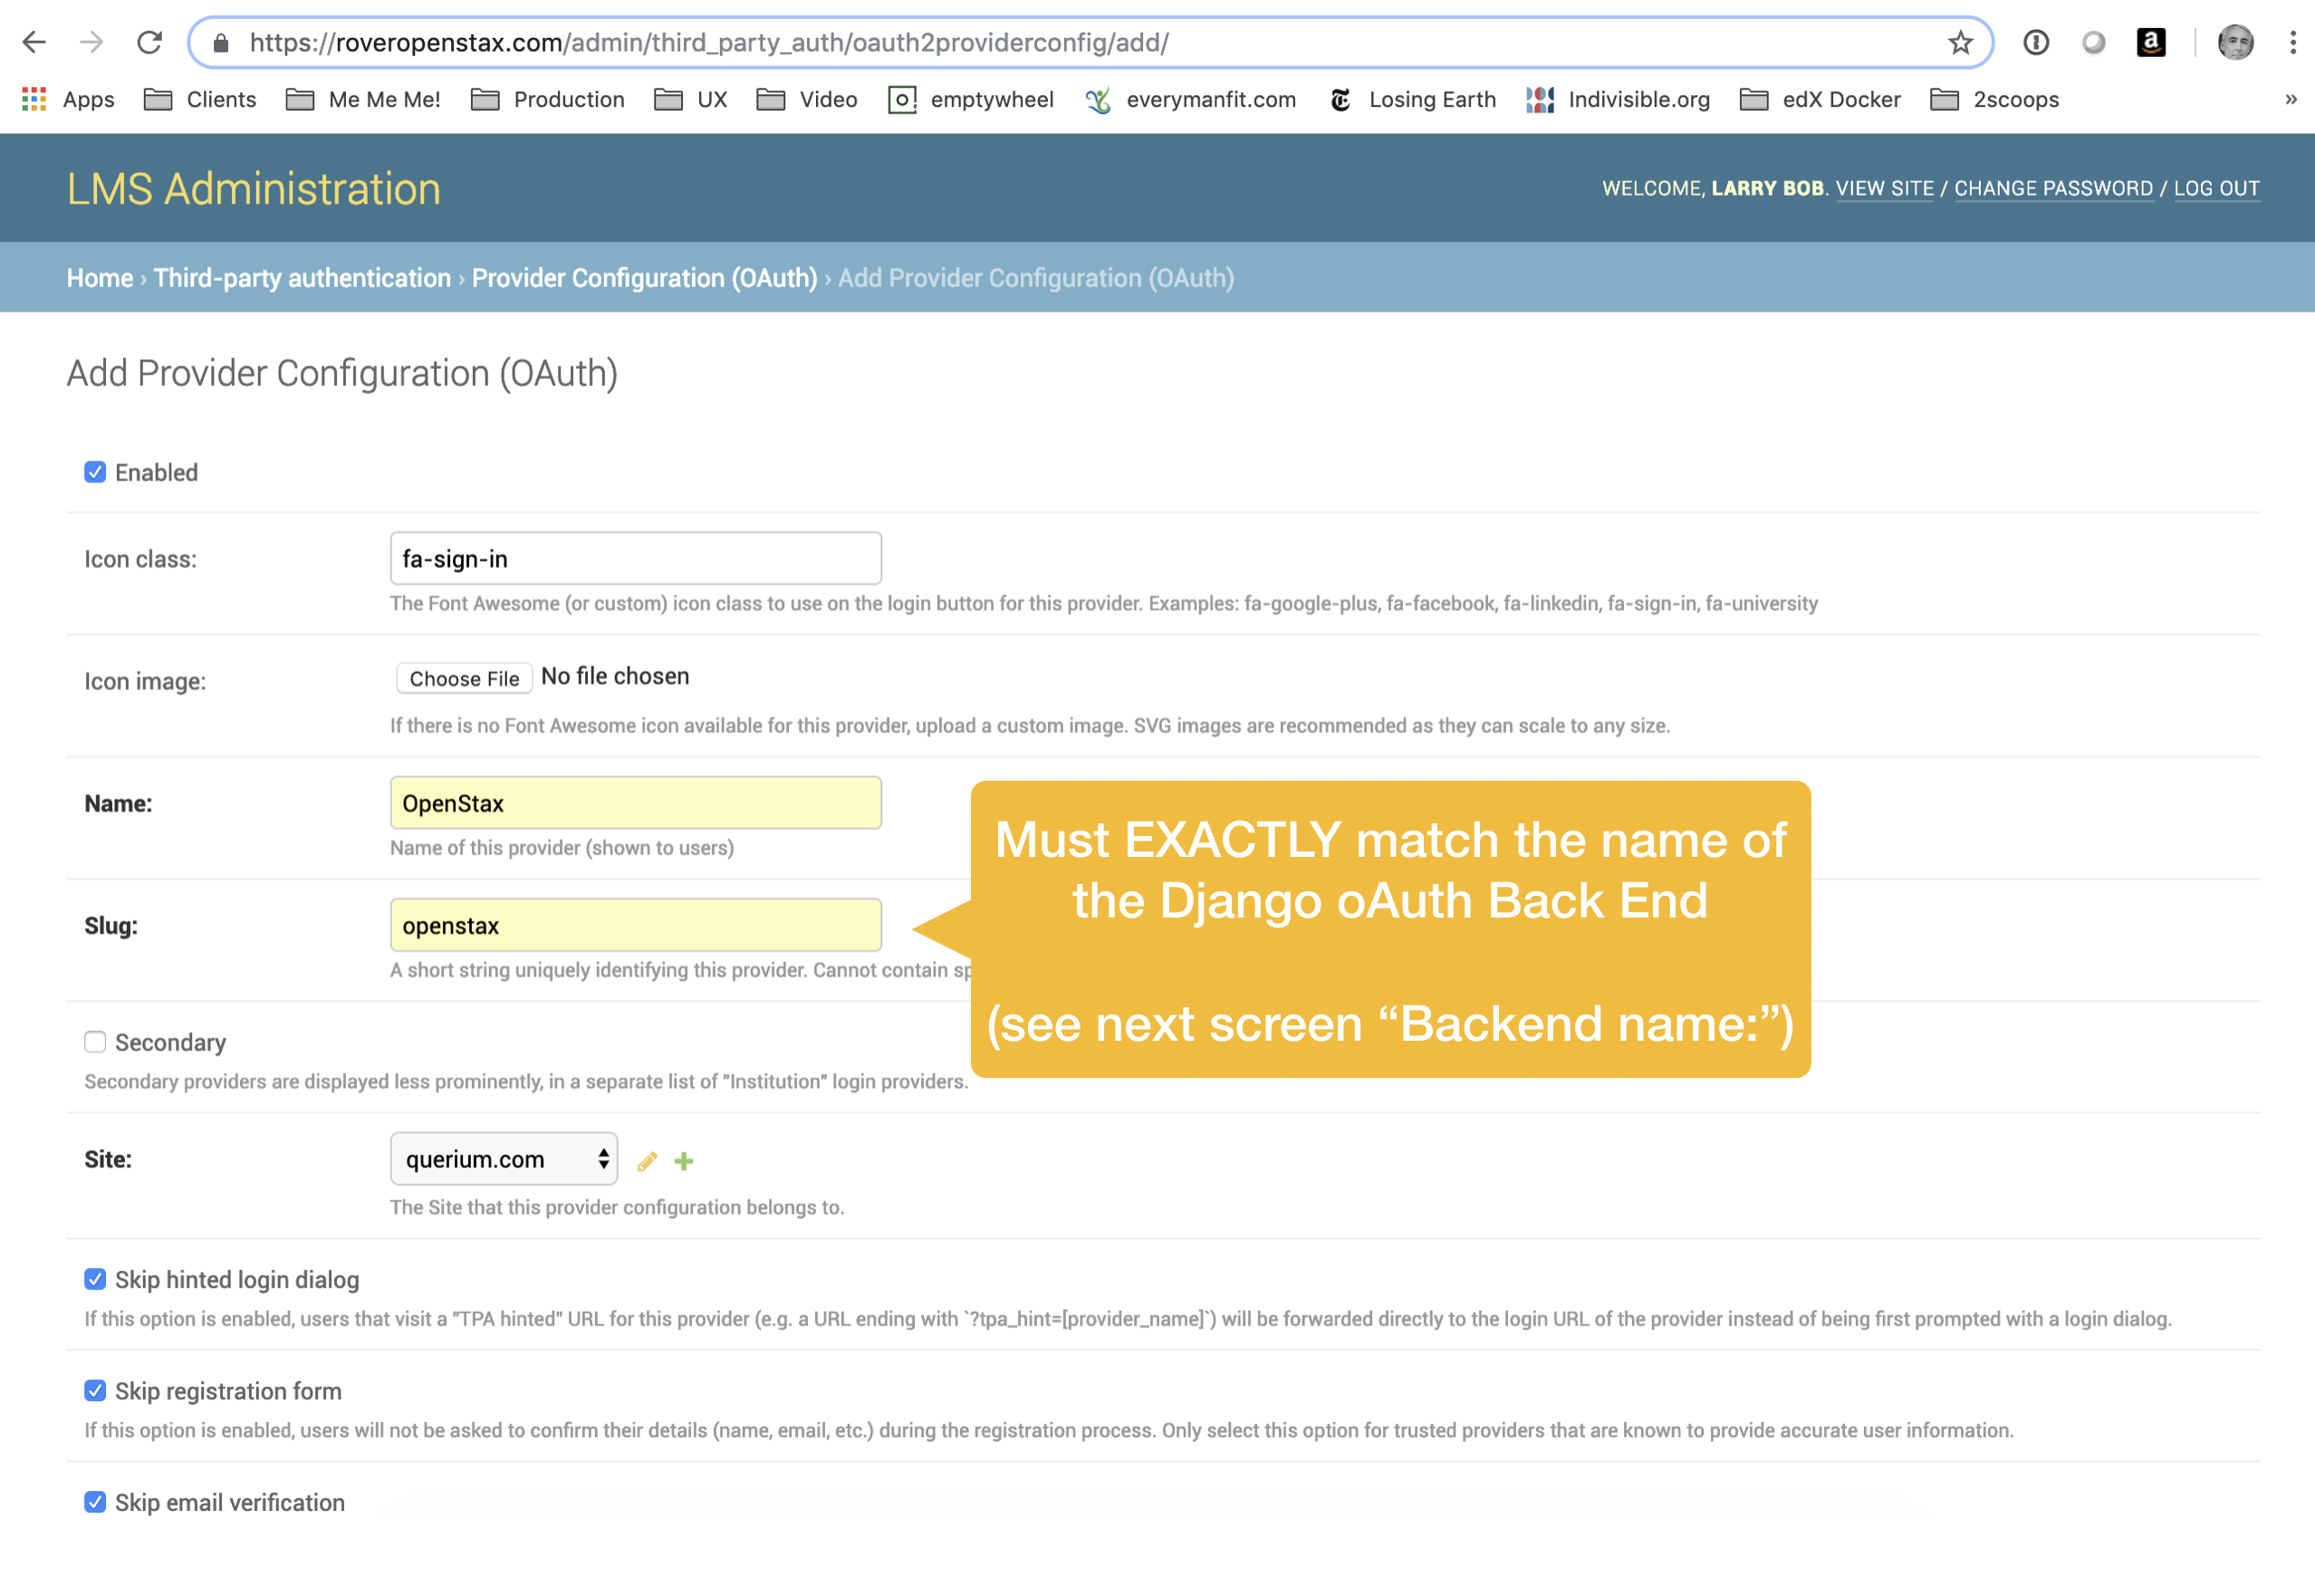 https://roveropenstax.com/admin/third_party_auth/oauth2providerconfig/add/
Apps Clients Me Me Me! Production UX Video emptywheel everymanfit.com Losing Earth Indivisible.org edX Docker 2scoops »
LMS Administration
WELCOME, LARRY BOB. VIEW SITE / CHANGE PASSWORD / LOG OUT
Home › Third-party authentication › Provider Configuration (OAuth) › Add Provider Configuration (OAuth)
Add Provider Configuration (OAuth)
Enabled
Icon class: fa-sign-in
The Font Awesome (or custom) icon class to use on the login button for this provider. Examples: fa-google-plus, fa-facebook, fa-linkedin, fa-sign-in, fa-university
Icon image: Choose File No file chosen
If there is no Font Awesome icon available for this provider, upload a custom image. SVG images are recommended as they can scale to any size.
Name: OpenStax
Name of this provider (shown to users)
Slug: openstax
A short string uniquely identifying this provider. Cannot contain sp
Must EXACTLY match the name of
the Django oAuth Back End
(see next screen “Backend name:”)
Secondary
Secondary providers are displayed less prominently, in a separate list of "Institution" login providers.
Site: querium.com
The Site that this provider configuration belongs to.
Skip hinted login dialog
If this option is enabled, users that visit a "TPA hinted" URL for this provider (e.g. a URL ending with `?tpa_hint=[provider_name]`) will be forwarded directly to the login URL of the provider instead of being first prompted with a login dialog.
Skip registration form
If this option is enabled, users will not be asked to confirm their details (name, email, etc.) during the registration process. Only select this option for trusted providers that are known to provide accurate user information.
Skip email verification